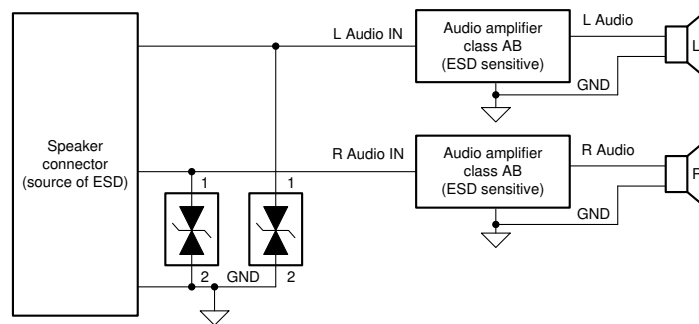 L Audio IN
Audio amplifier
class AB
(ESD sensitive)
L Audio
L
GND
Speaker
connector
(source of ESD)
R Audio IN
Audio amplifier
class AB
(ESD sensitive)
R Audio
R
GND
1
1
2
GND
2